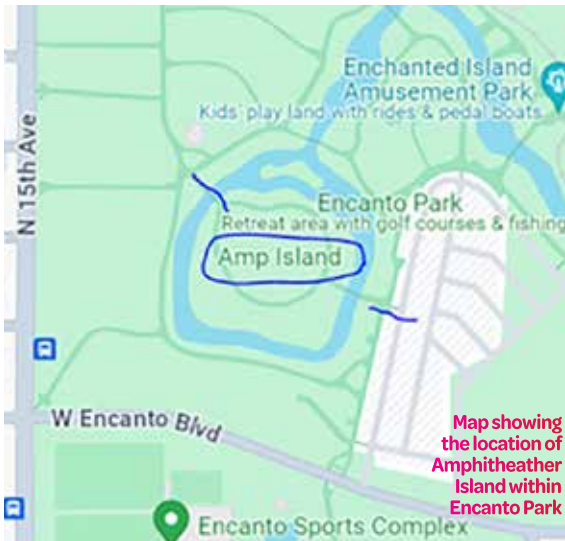 Enchanted Island
Amusement Park
Kids' play land with rides & pedal boats
N 15th Ave
Encanto Park
Retreat area with golf courses & fishing
Amp Island
W Encanto Blvd
Map showing
the location of
Amphitheather
Island within
Encanto Park
Encanto Sports Complex